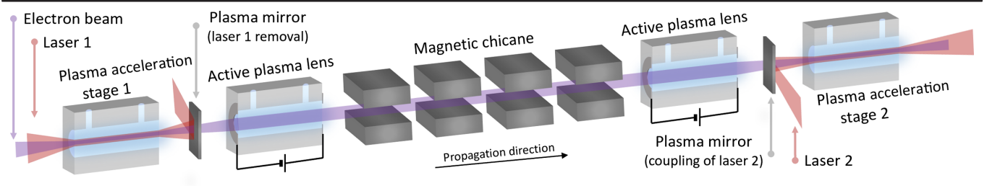 Electron beam
Laser 1
Plasma acceleration
stage 1
Plasma mirror
(laser 1 removal)
Active plasma lens
Magnetic chicane
Propagation direction
Active plasma lens
Plasma mirror
(coupling of laser 2)
Laser 2
Plasma acceleration
stage 2